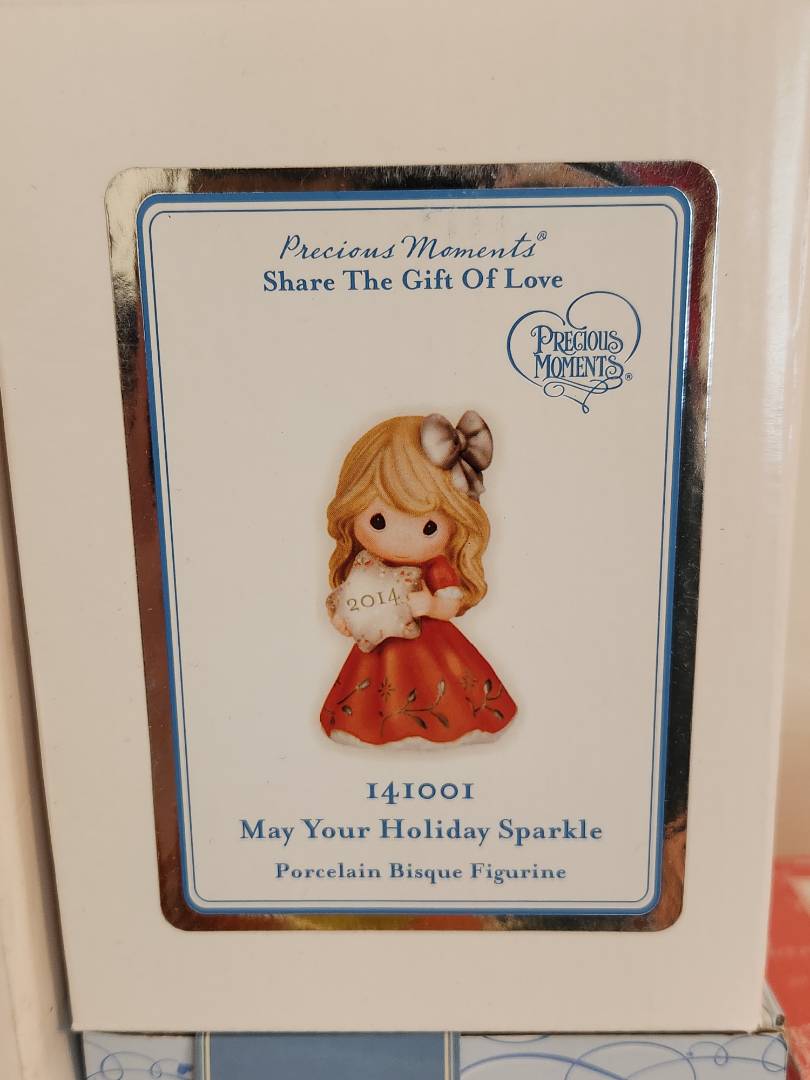 Precious Moments®
Share The Gift Of Love
PRECIOUS
MOMENTS®
2014
141001
May Your Holiday Sparkle
Porcelain Bisque Figurine